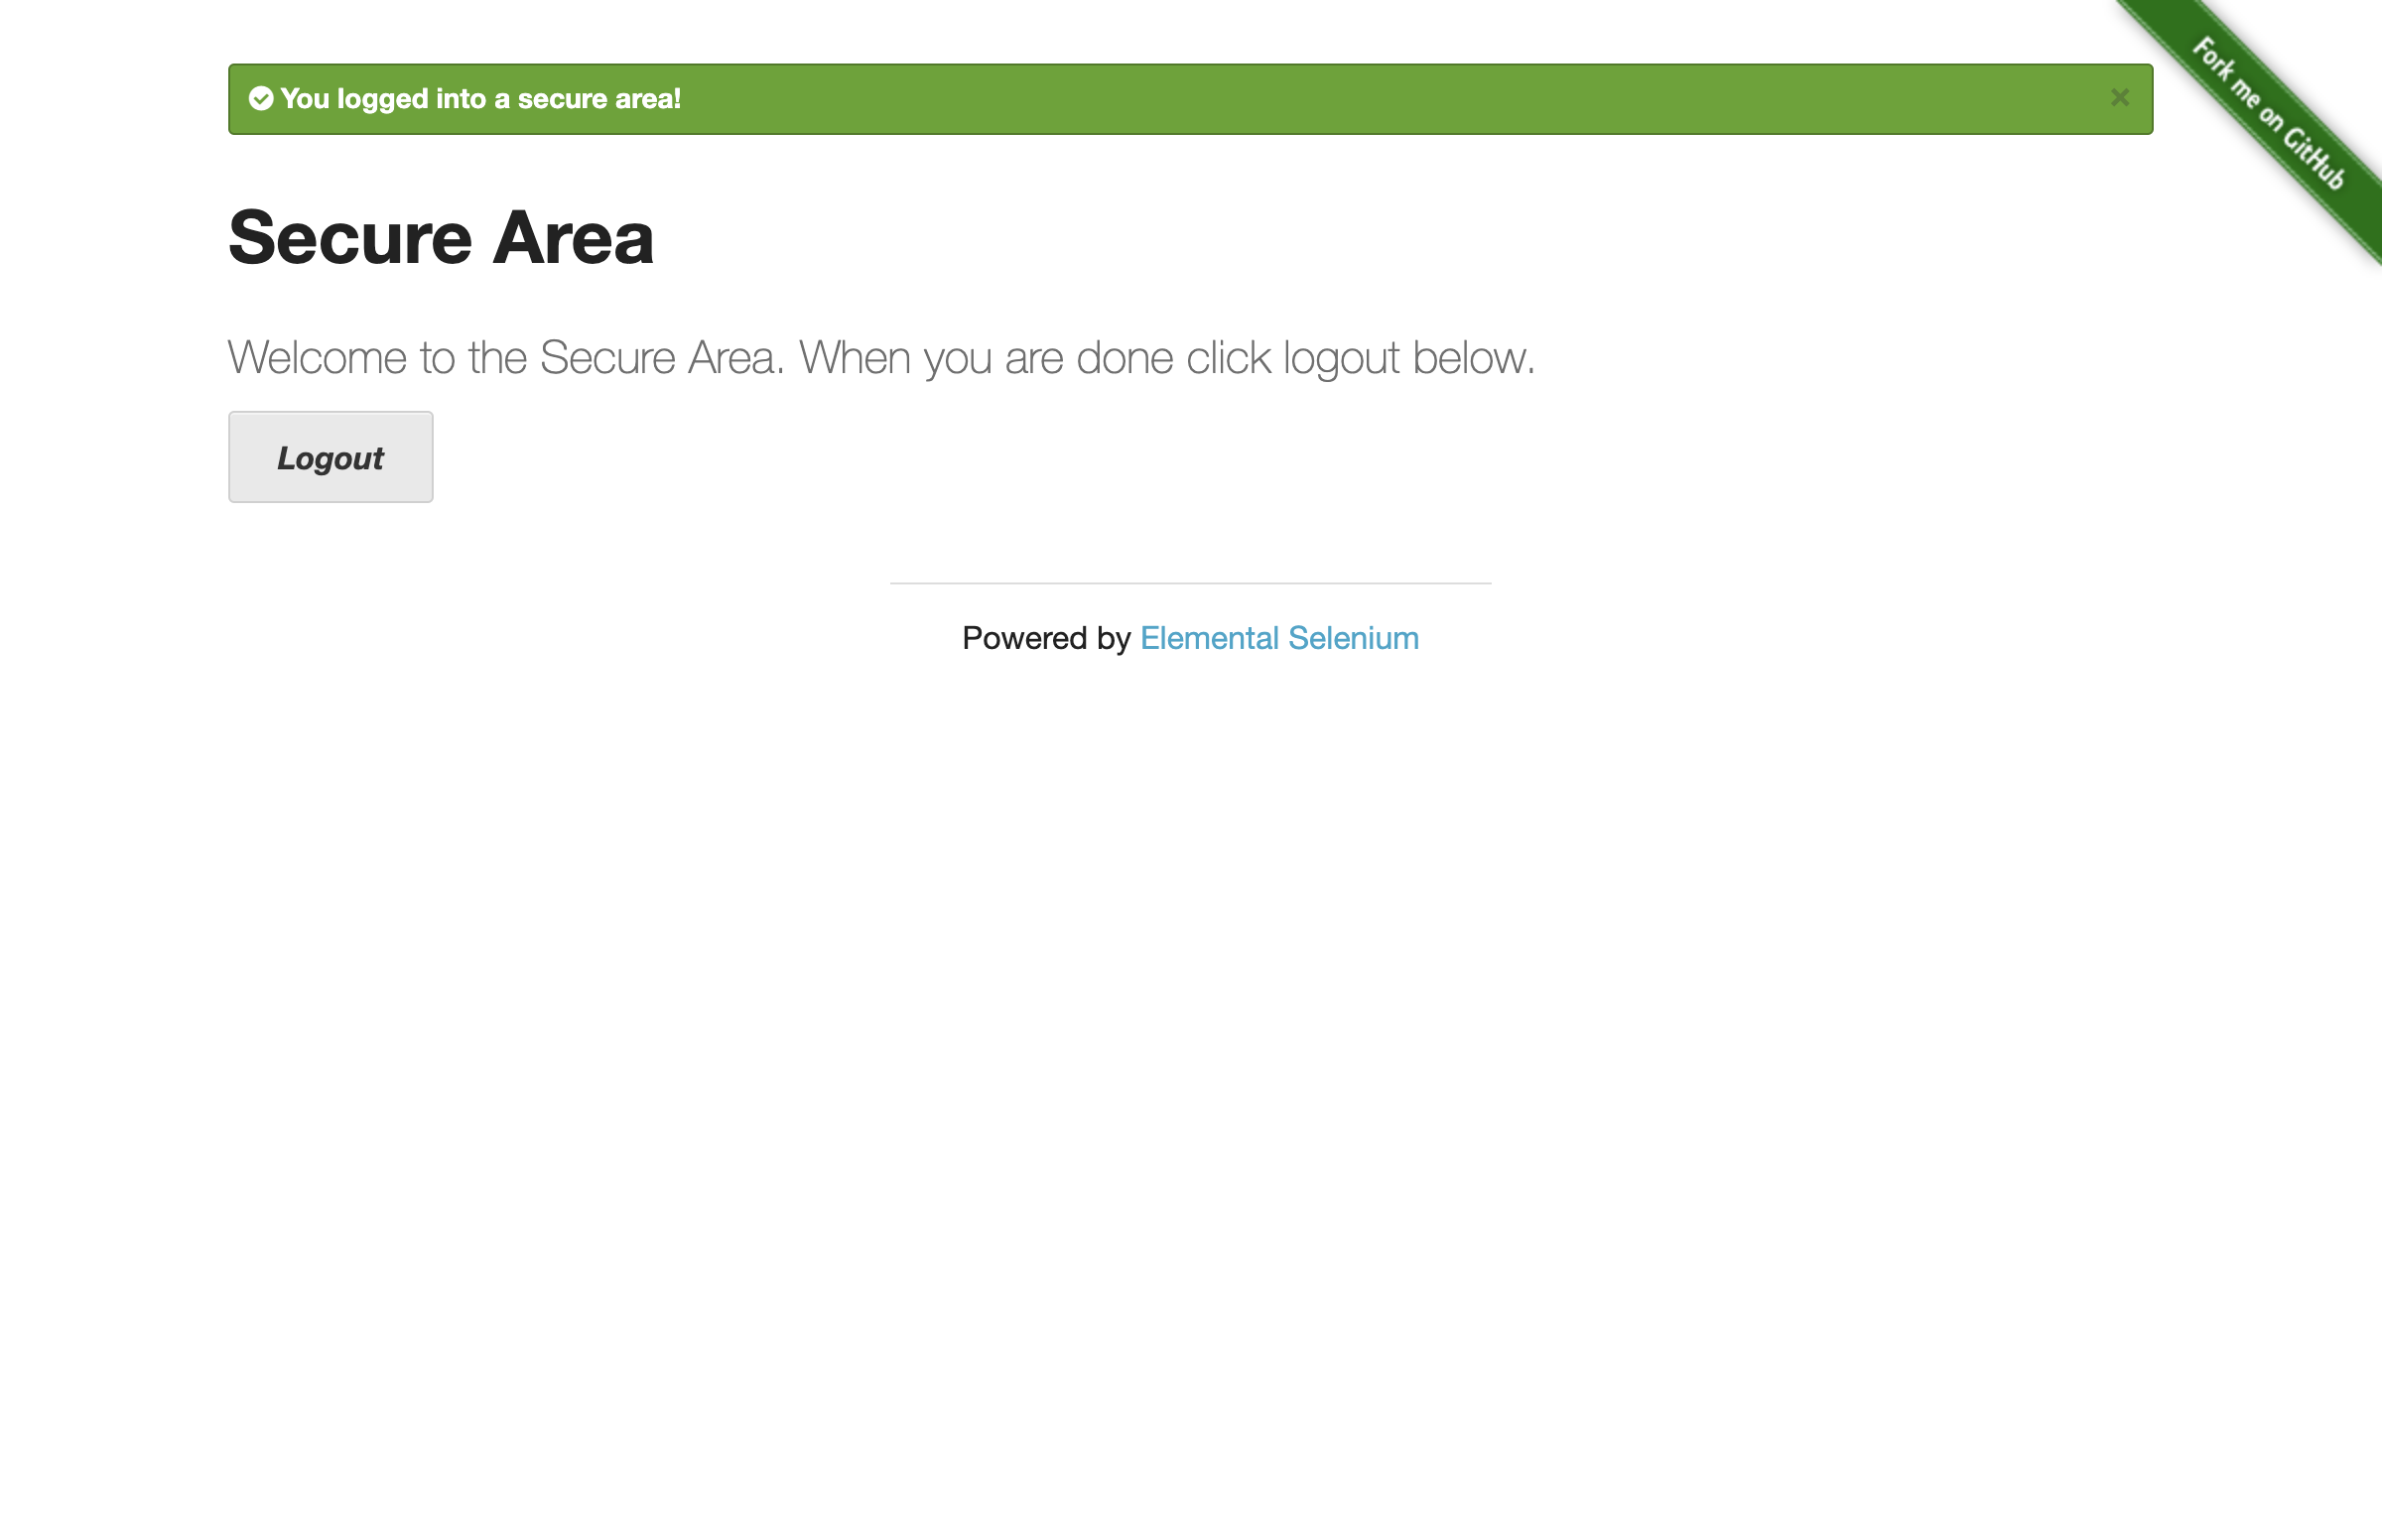 You logged into a secure area!
×
Fork me on GitHub
Secure Area
Welcome to the Secure Area. When you are done click logout below.
Logout
Powered by Elemental Selenium